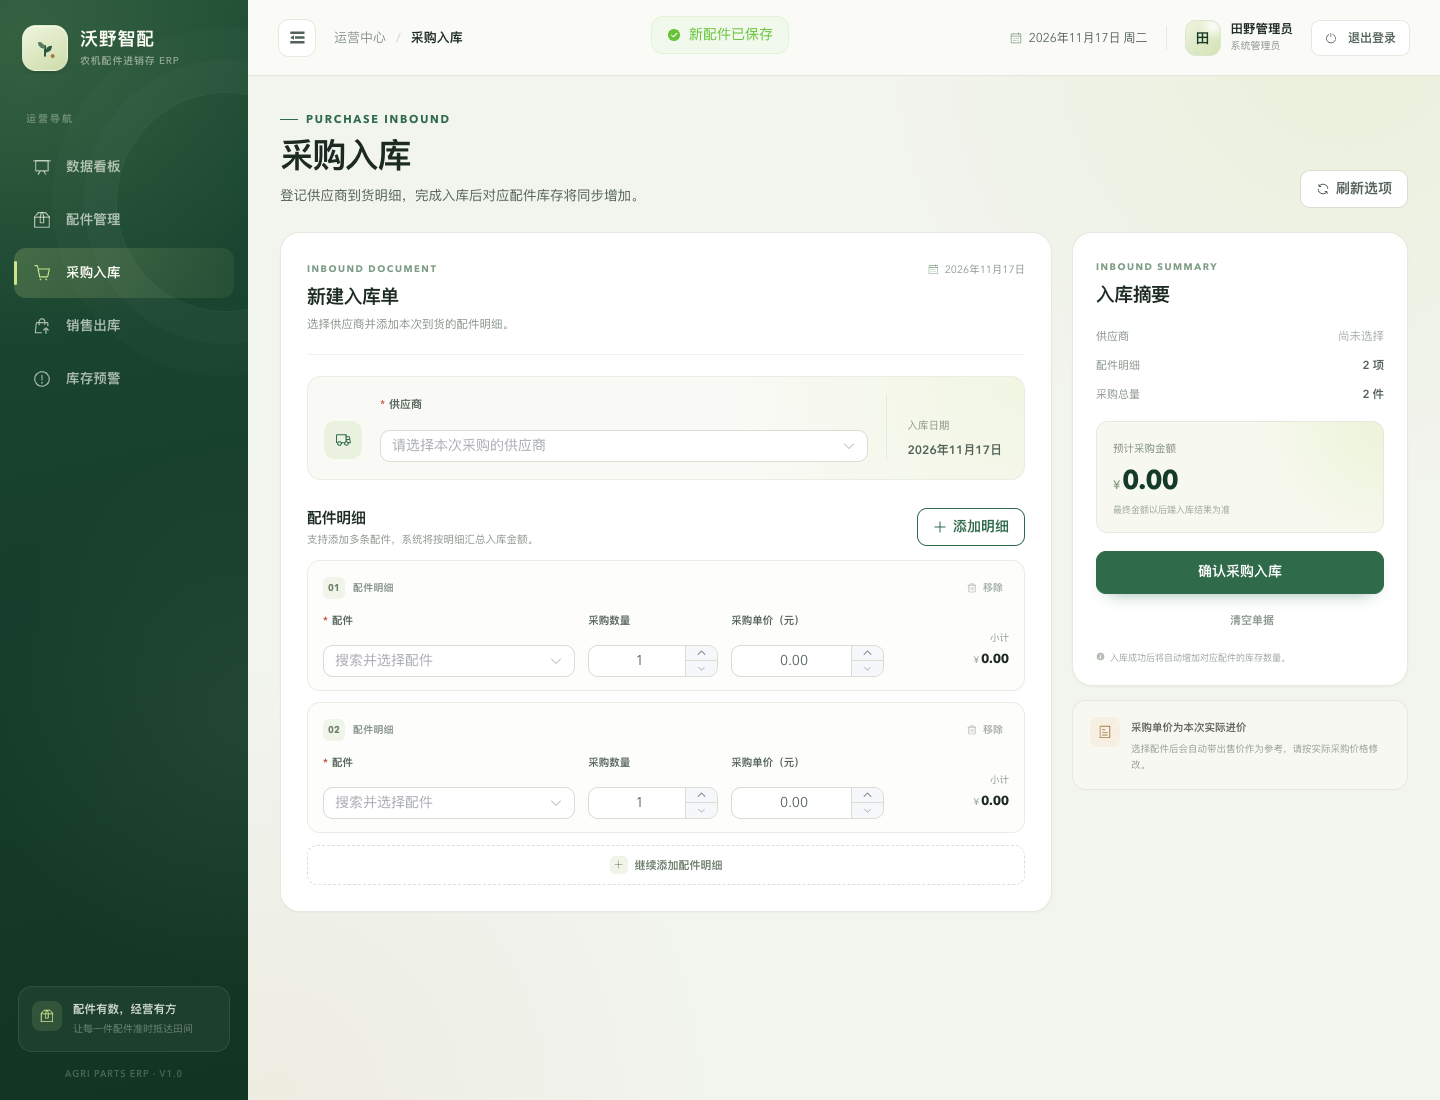 沃野智配
农机配件进销存 ERP
运营导航
数据看板
配件管理
采购入库
销售出库
库存预警
配件有数，经营有方
让每一件配件准时抵达田间
AGRI PARTS ERP · V1.0
运营中心 / 采购入库
新配件已保存
2026年11月17日 周二
田
田野管理员
系统管理员
退出登录
PURCHASE INBOUND
采购入库
登记供应商到货明细，完成入库后对应配件库存将同步增加。
刷新选项
INBOUND DOCUMENT
2026年11月17日
新建入库单
选择供应商并添加本次到货的配件明细。
* 供应商
请选择本次采购的供应商
入库日期
2026年11月17日
配件明细
支持添加多条配件，系统将按明细汇总入库金额。
添加明细
01 配件明细
移除
* 配件
采购数量
采购单价（元）
搜索并选择配件
1
0.00
小计
¥ 0.00
02 配件明细
移除
* 配件
采购数量
采购单价（元）
搜索并选择配件
1
0.00
小计
¥ 0.00
继续添加配件明细
INBOUND SUMMARY
入库摘要
供应商 尚未选择
配件明细 2 项
采购总量 2 件
预计采购金额
¥ 0.00
最终金额以后端入库结果为准
确认采购入库
清空单据
入库成功后将自动增加对应配件的库存数量。
采购单价为本次实际进价
选择配件后会自动带出售价作为参考，请按实际采购价格修
改。